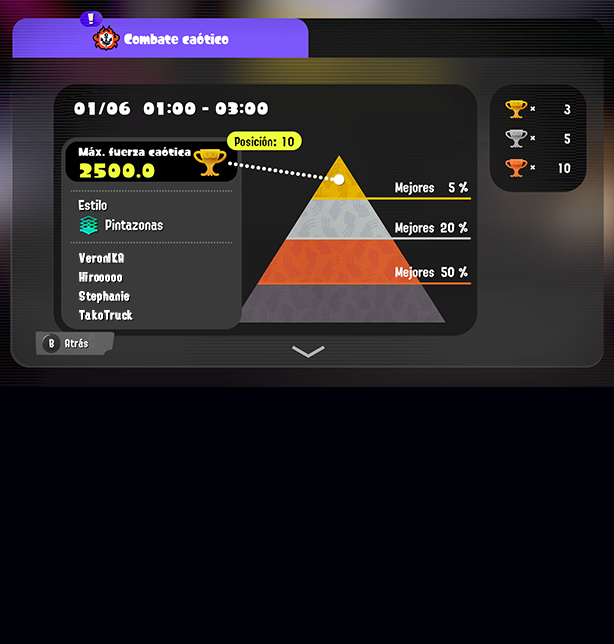 !
Combate caótico
01/06 01:00 - 03:00
Máx. fuerza caótica
2500.0
Posición: 10
× 3
× 5
× 10
Mejores 5 %
Mejores 20 %
Mejores 50 %
Estilo
Pintazonas
VeronIKA
Hirooooo
Stephanie
TakoTruck
B Atrás